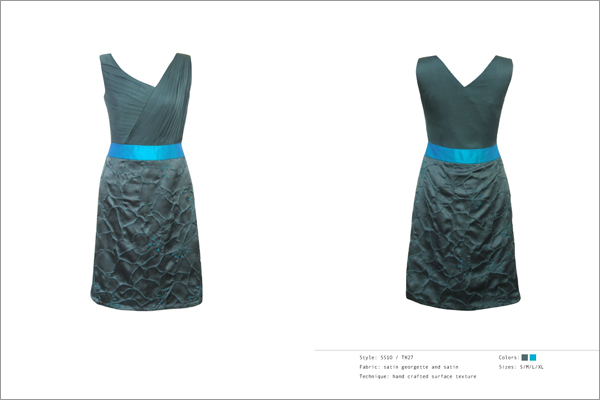 Style: SS10 / TH27
Colors:
Fabric: satin georgette and satin
Sizes: S/M/L/XL
Technique: hand crafted surface texture